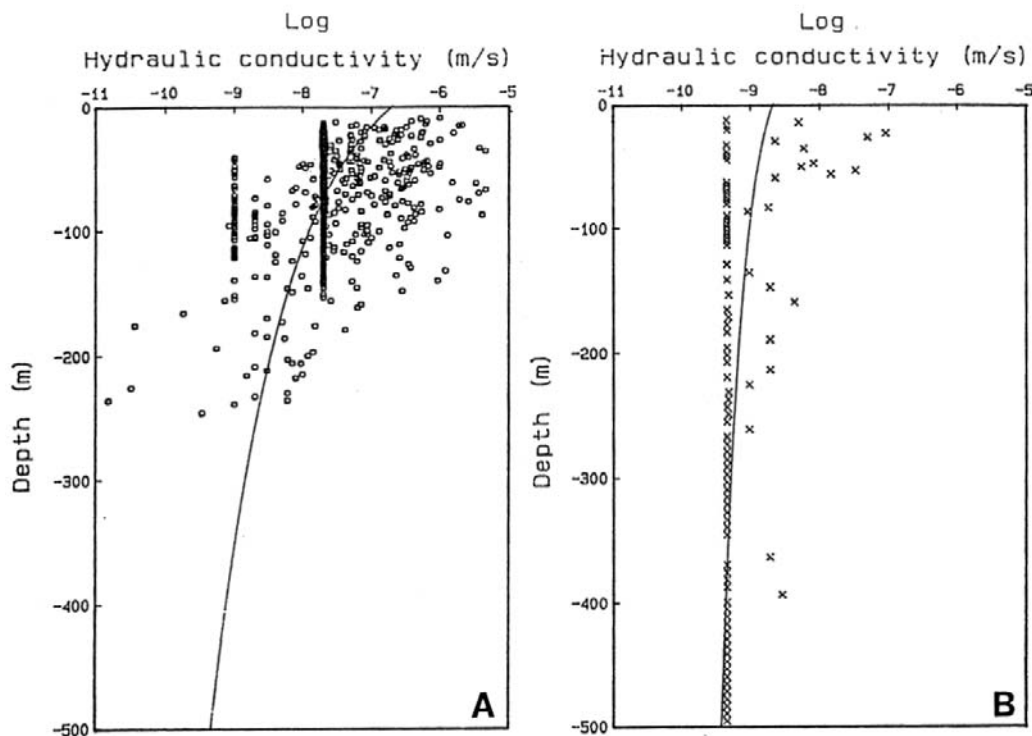 Log
Hydraulic conductivity (m/s)
-11 -10 -9 -8 -7 -6 -5
0
-100
-200
-300
-400
-500
Depth (m)
A
Log
Hydraulic conductivity (m/s)
-11 -10 -9 -8 -7 -6 -5
0
-100
-200
-300
-400
-500
Depth (m)
B